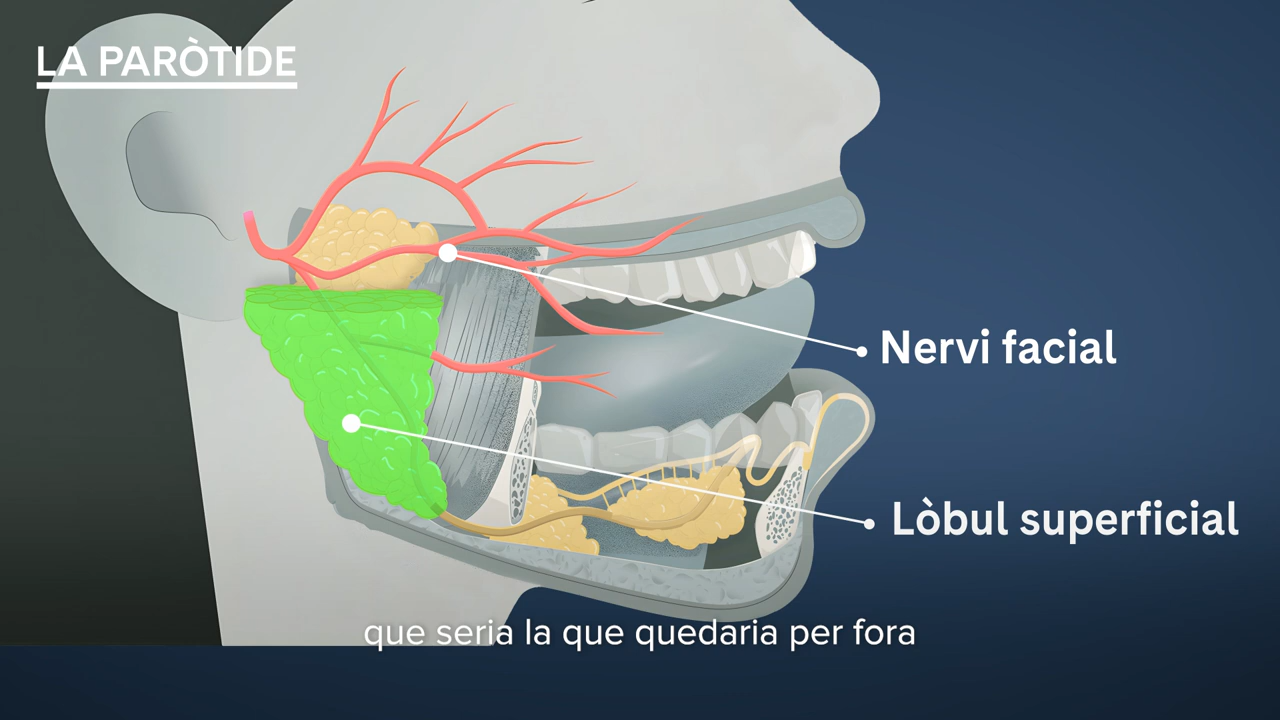 LA PARÒTIDE
Nervi facial
Lòbul superficial
que seria la que quedaria per fora